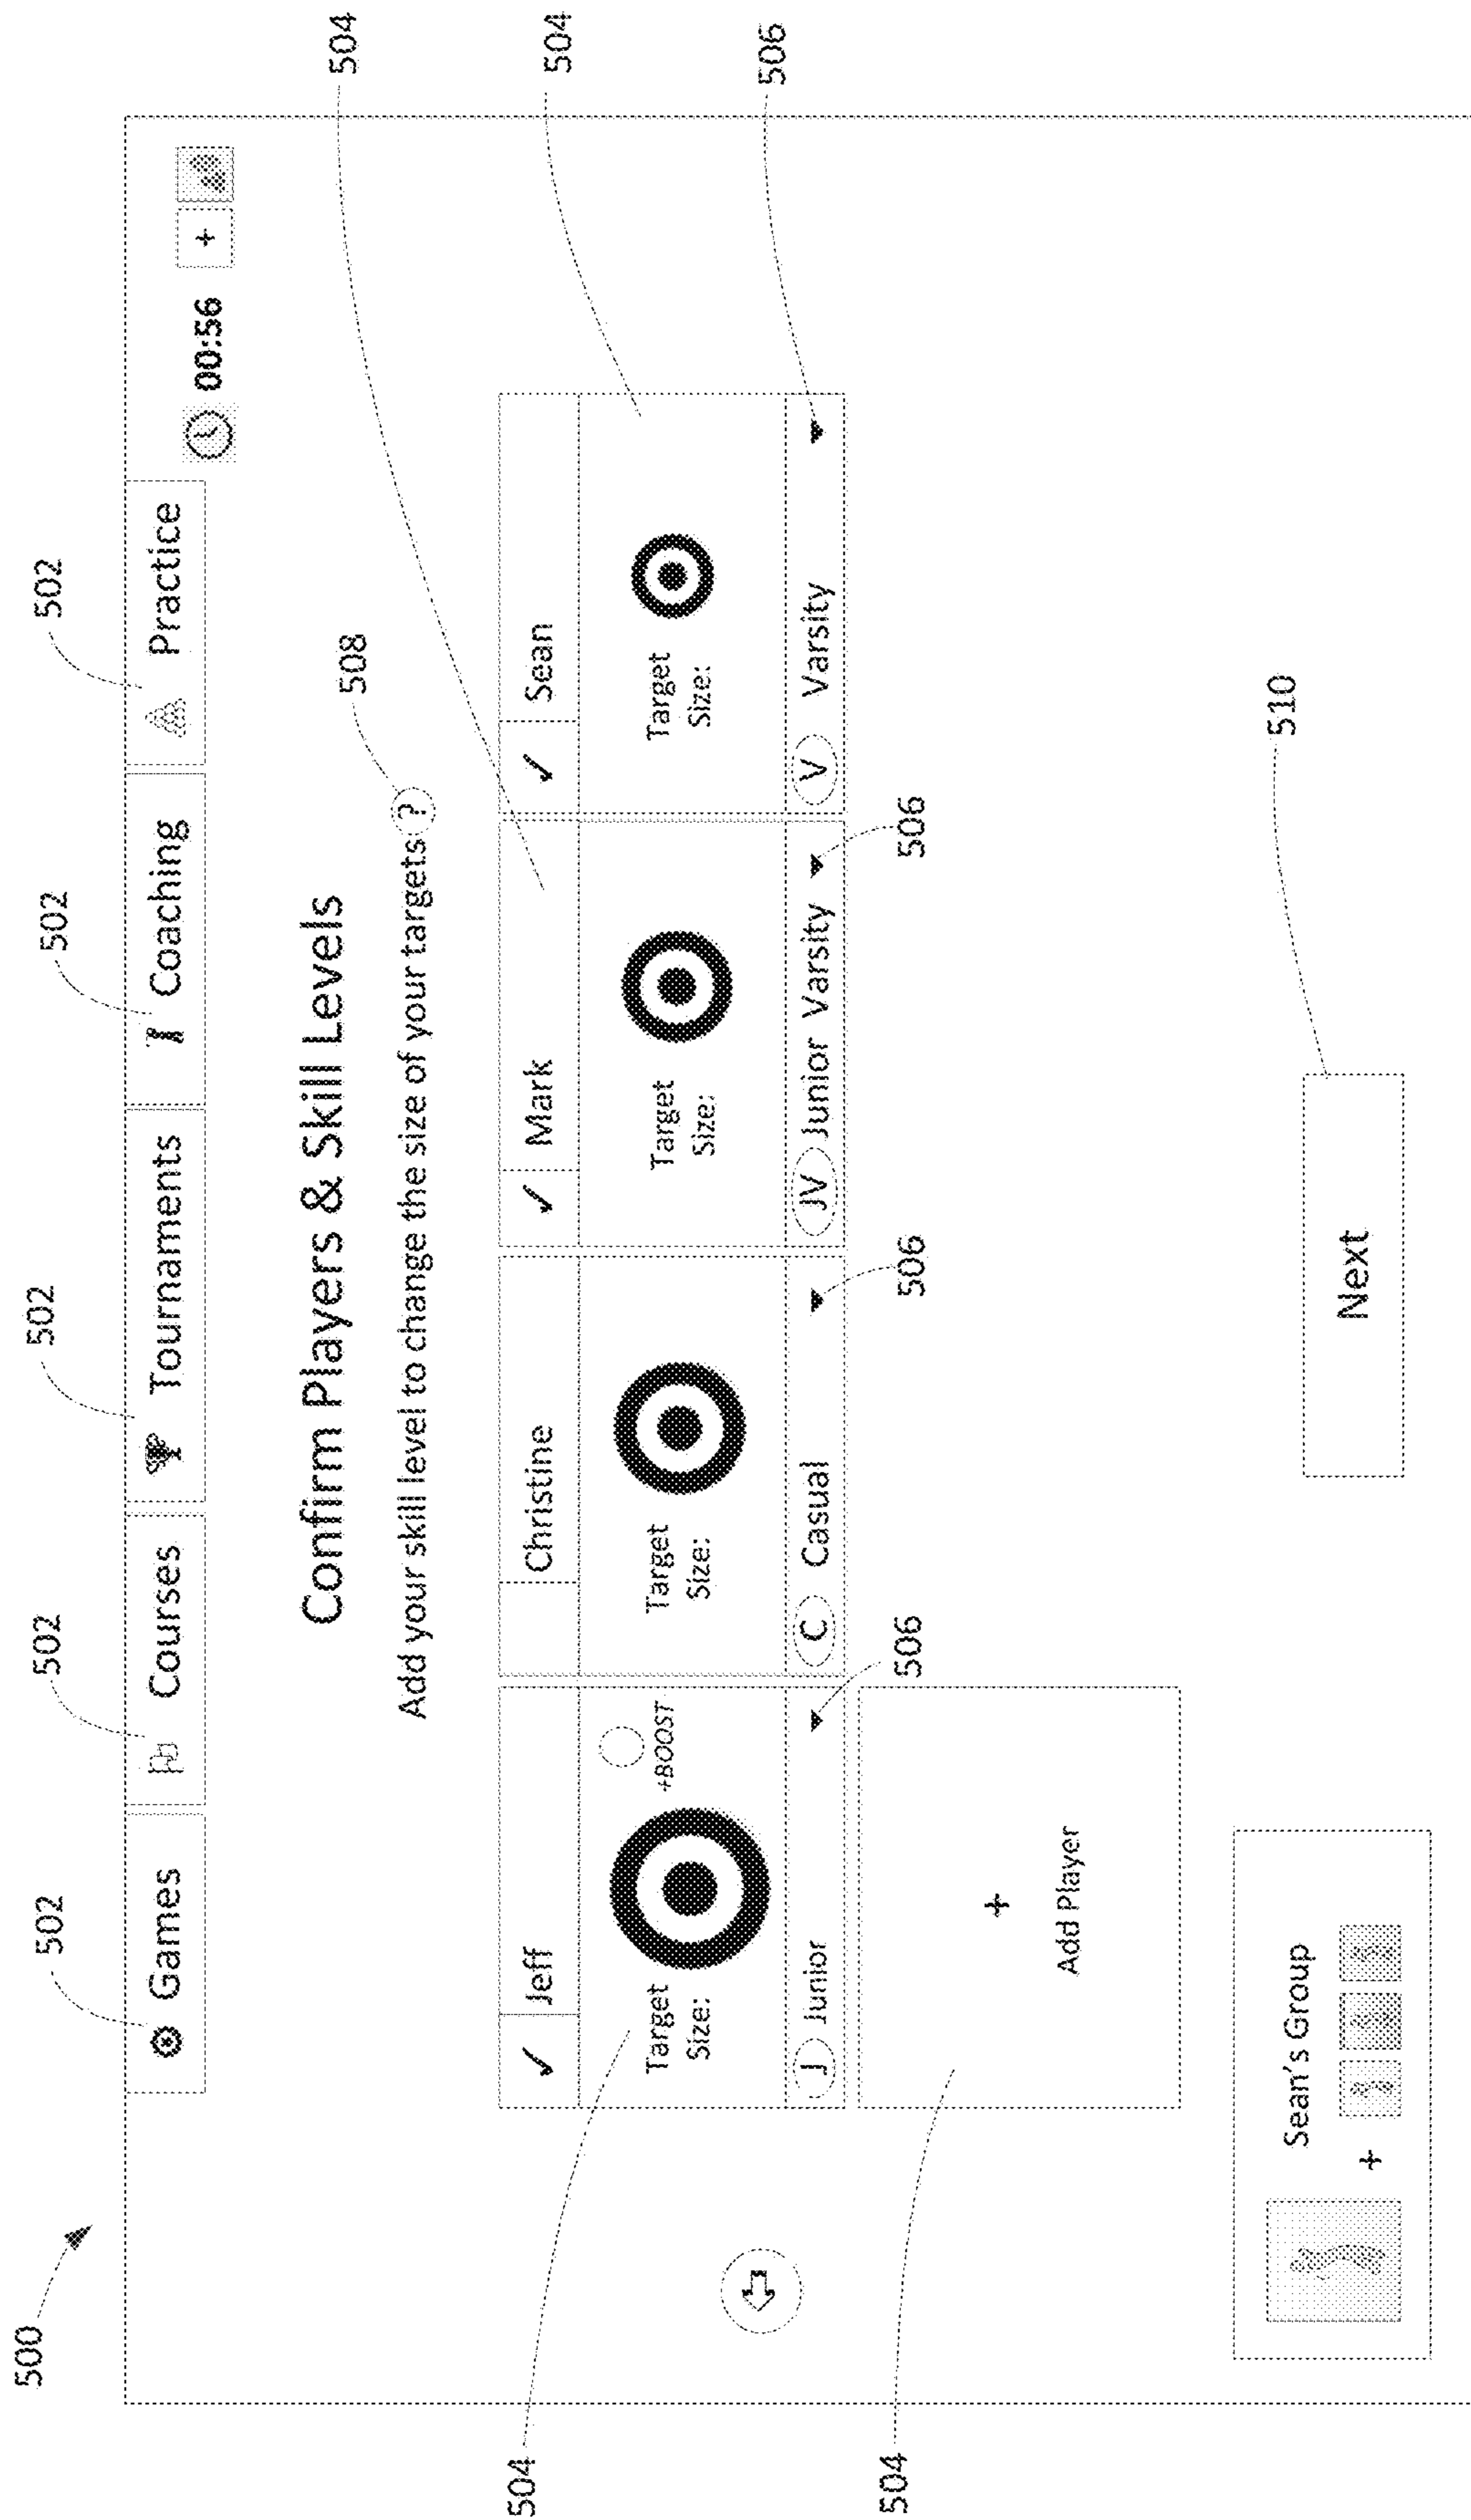 500
502 502 502 502 502
Games Courses Tournaments Coaching Practice
00:56 +
Confirm Players & Skill Levels
508
504
Add your skill level to change the size of your targets ?
✓ Jeff Christine ✓ Mark ✓ Sean
504
504
Target Size: +BOOST
Target Size:
Target Size:
Target Size:
J Junior C Casual JV Junior Varsity V Varsity
506 506 506 506
504
+
Add Player
510
Sean's Group
+
Next